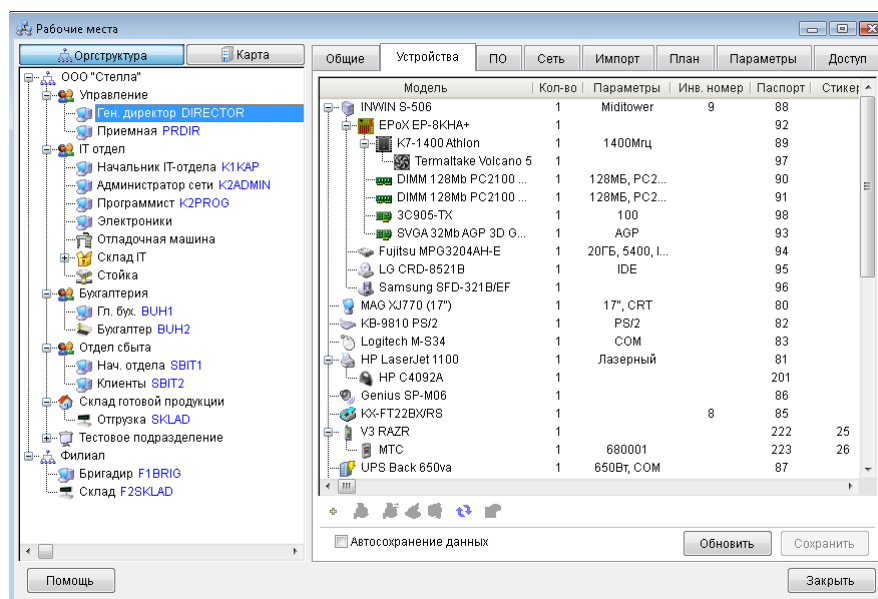 Рабочие места
Оргструктура Карта
ООО "Стелла"
Управление
Ген. директор DIRECTOR
Приемная PRDIR
IT отдел
Начальник IT-отдела K1KAP
Администратор сети K2ADMIN
Программист K2PROG
Электроники
Отладочная машина
Склад IT
Стойка
Бухгалтерия
Гл. бух. BUH1
Бухгалтер BUH2
Отдел сбыта
Нач. отдела SBIT1
Клиенты SBIT2
Склад готовой продукции
Отгрузка SKLAD
Тестовое подразделение
Филиал
Бригадир F1BRIG
Склад F2SKLAD
Общие Устройства ПО Сеть Импорт План Параметры Доступ
Модель Кол-во Параметры Инв. номер Паспорт Стикер
INWIN S-506 1 Miditower 9 88
EPoX EP-8KHA+ 1 92
K7-1400 Athlon 1 1400Мгц 89
Termaltake Volcano 5 1 97
DIMM 128Mb PC2100 ... 1 128МБ, PC2... 90
DIMM 128Mb PC2100 ... 1 128МБ, PC2... 91
3C905-TX 1 100 98
SVGA 32Mb AGP 3D G... 1 AGP 93
Fujitsu MPG3204AH-E 1 20ГБ, 5400, I... 94
LG CRD-8521B 1 IDE 95
Samsung SFD-321B/EF 1 96
MAG XJ770 (17") 1 17", CRT 80
KB-9810 PS/2 1 PS/2 82
Logitech M-S34 1 COM 83
HP LaserJet 1100 1 Лазерный 81
HP C4092A 1 201
Genius SP-M06 1 86
KX-FT22BX/RS 1 8 85
V3 RAZR 1 222 25
МТС 1 680001 223 26
UPS Back 650va 1 650Вт, COM 87
Автосохранение данных Обновить Сохранить
Помощь Закрыть